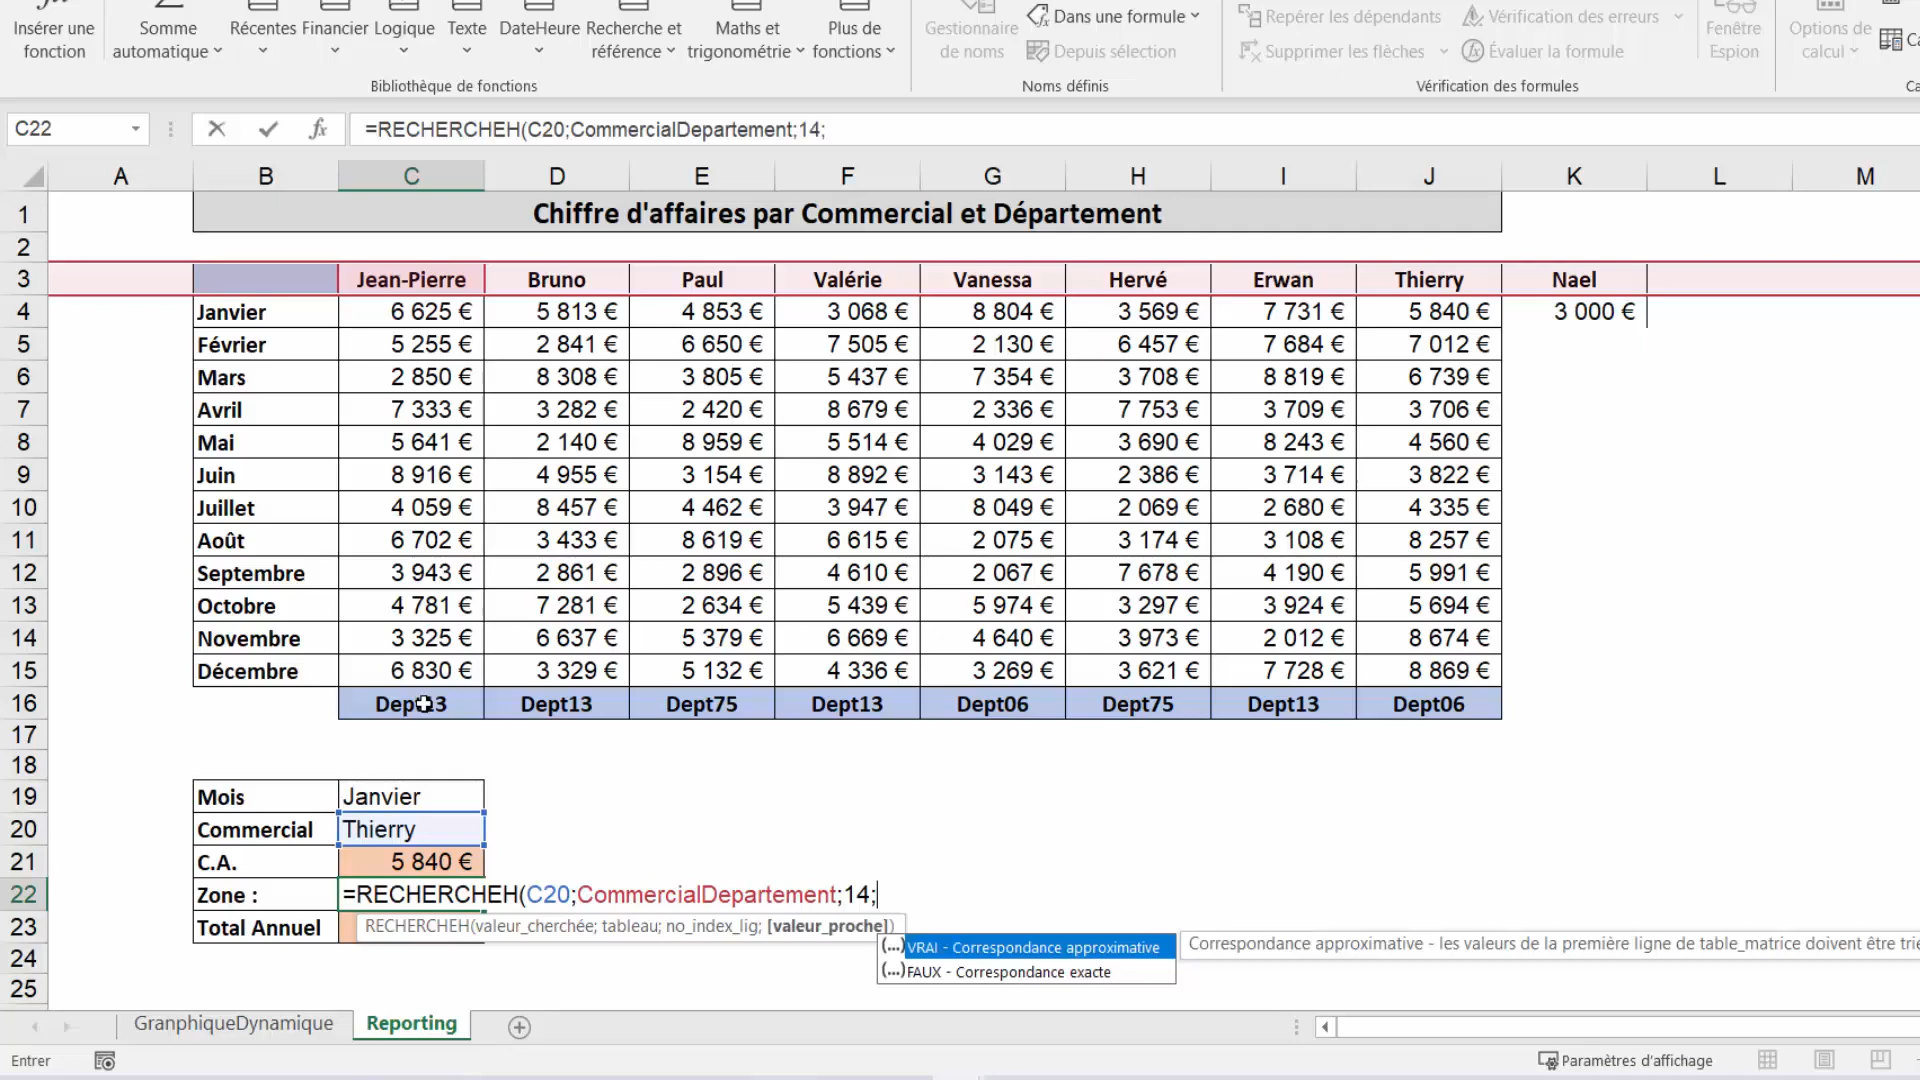 Insérer une fonction
Somme automatique
Récentes
Financier
Logique
Texte
DateHeure
Recherche et référence
Maths et trigonométrie
Plus de fonctions
Bibliothèque de fonctions
Gestionnaire de noms
Dans une formule
Depuis sélection
Noms définis
Repérer les dépendants
Supprimer les flèches
Vérification des erreurs
Évaluer la formule
Fenêtre Espion
Vérification des formules
Options de calcul
Ca
Ca
C22
fx
=RECHERCHEH(C20;CommercialDepartement;14;
A B C D E F G H I J K L M
1 Chiffre d'affaires par Commercial et Département
2
3 Jean-Pierre Bruno Paul Valérie Vanessa Hervé Erwan Thierry Nael
4 Janvier 6 625 € 5 813 € 4 853 € 3 068 € 8 804 € 3 569 € 7 731 € 5 840 € 3 000 €
5 Février 5 255 € 2 841 € 6 650 € 7 505 € 2 130 € 6 457 € 7 684 € 7 012 €
6 Mars 2 850 € 8 308 € 3 805 € 5 437 € 7 354 € 3 708 € 8 819 € 6 739 €
7 Avril 7 333 € 3 282 € 2 420 € 8 679 € 2 336 € 7 753 € 3 709 € 3 706 €
8 Mai 5 641 € 2 140 € 8 959 € 5 514 € 4 029 € 3 690 € 8 243 € 4 560 €
9 Juin 8 916 € 4 955 € 3 154 € 8 892 € 3 143 € 2 386 € 3 714 € 3 822 €
10 Juillet 4 059 € 8 457 € 4 462 € 3 947 € 8 049 € 2 069 € 2 680 € 4 335 €
11 Août 6 702 € 3 433 € 8 619 € 6 615 € 2 075 € 3 174 € 3 108 € 8 257 €
12 Septembre 3 943 € 2 861 € 2 896 € 4 610 € 2 067 € 7 678 € 4 190 € 5 991 €
13 Octobre 4 781 € 7 281 € 2 634 € 5 439 € 5 974 € 3 297 € 3 924 € 5 694 €
14 Novembre 3 325 € 6 637 € 5 379 € 6 669 € 4 640 € 3 973 € 2 012 € 8 674 €
15 Décembre 6 830 € 3 329 € 5 132 € 4 336 € 3 269 € 3 621 € 7 728 € 8 869 €
16 Dept13 Dept13 Dept75 Dept13 Dept06 Dept75 Dept13 Dept06
17
18
19 Mois Janvier
20 Commercial Thierry
21 C.A. 5 840 €
22 Zone : =RECHERCHEH(C20;CommercialDepartement;14;
23 Total Annuel RECHERCHEH(valeur_cherchée; tableau; no_index_lig; [valeur_proche])
(...) VRAI - Correspondance approximative Correspondance approximative - les valeurs de la première ligne de table_matrice doivent être trié
24 (...) FAUX - Correspondance exacte
25
GranphiqueDynamique Reporting
Entrer Paramètres d'affichage